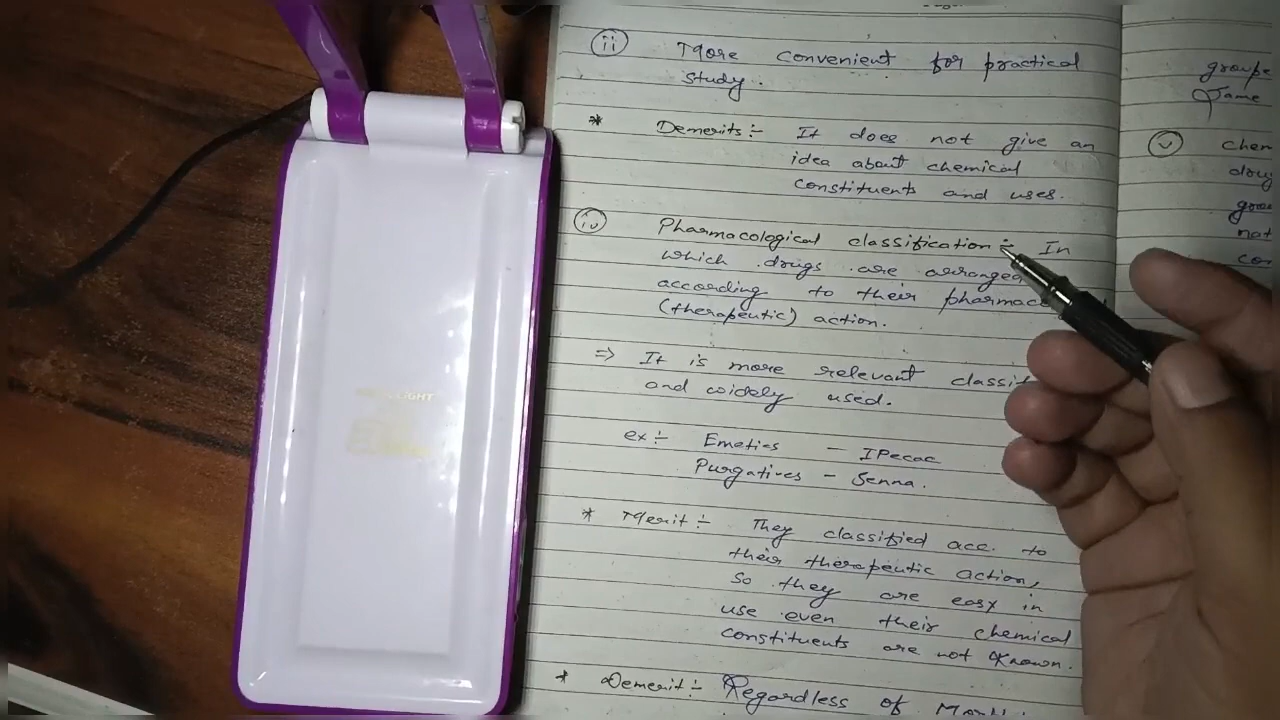 (ii) More convenient for practical
study.
* Demerits :- It does not give an
idea about chemical
constituents and uses.
(iv) Pharmacological classification :- In
which drugs are arranged
according to their pharmac
(therapeutic) action.
=> It is more relevant classif
and widely used.
ex :- Emetics - IPecac
Purgatives - Senna.
* Merit :- They classified acc. to
their therapeutic action,
so they are easy in
use even their chemical
constituents are not known.
* Demerit :- Regardless of
groupe
same
(v) chem
drug
not